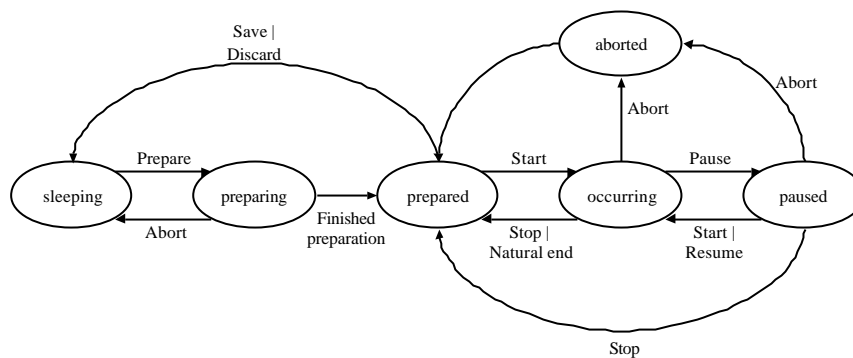 Save |
Discard
aborted
Abort
Abort
Prepare
Start
Pause
sleeping
preparing
prepared
occurring
paused
Abort
Finished
preparation
Stop |
Natural end
Start |
Resume
Stop